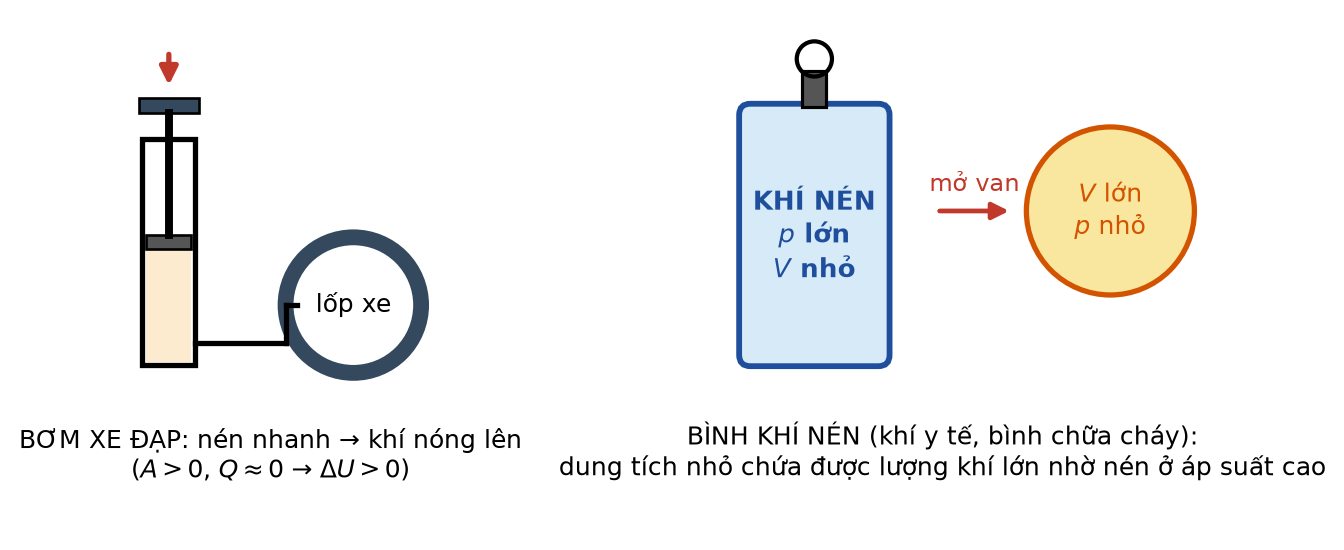 lốp xe
BƠM XE ĐẠP: nén nhanh → khí nóng lên
(A > 0, Q ≈ 0 → ΔU > 0)
KHÍ NÉN
p lớn
V nhỏ
mở van
V lớn
p nhỏ
BÌNH KHÍ NÉN (khí y tế, bình chữa cháy):
dung tích nhỏ chứa được lượng khí lớn nhờ nén ở áp suất cao